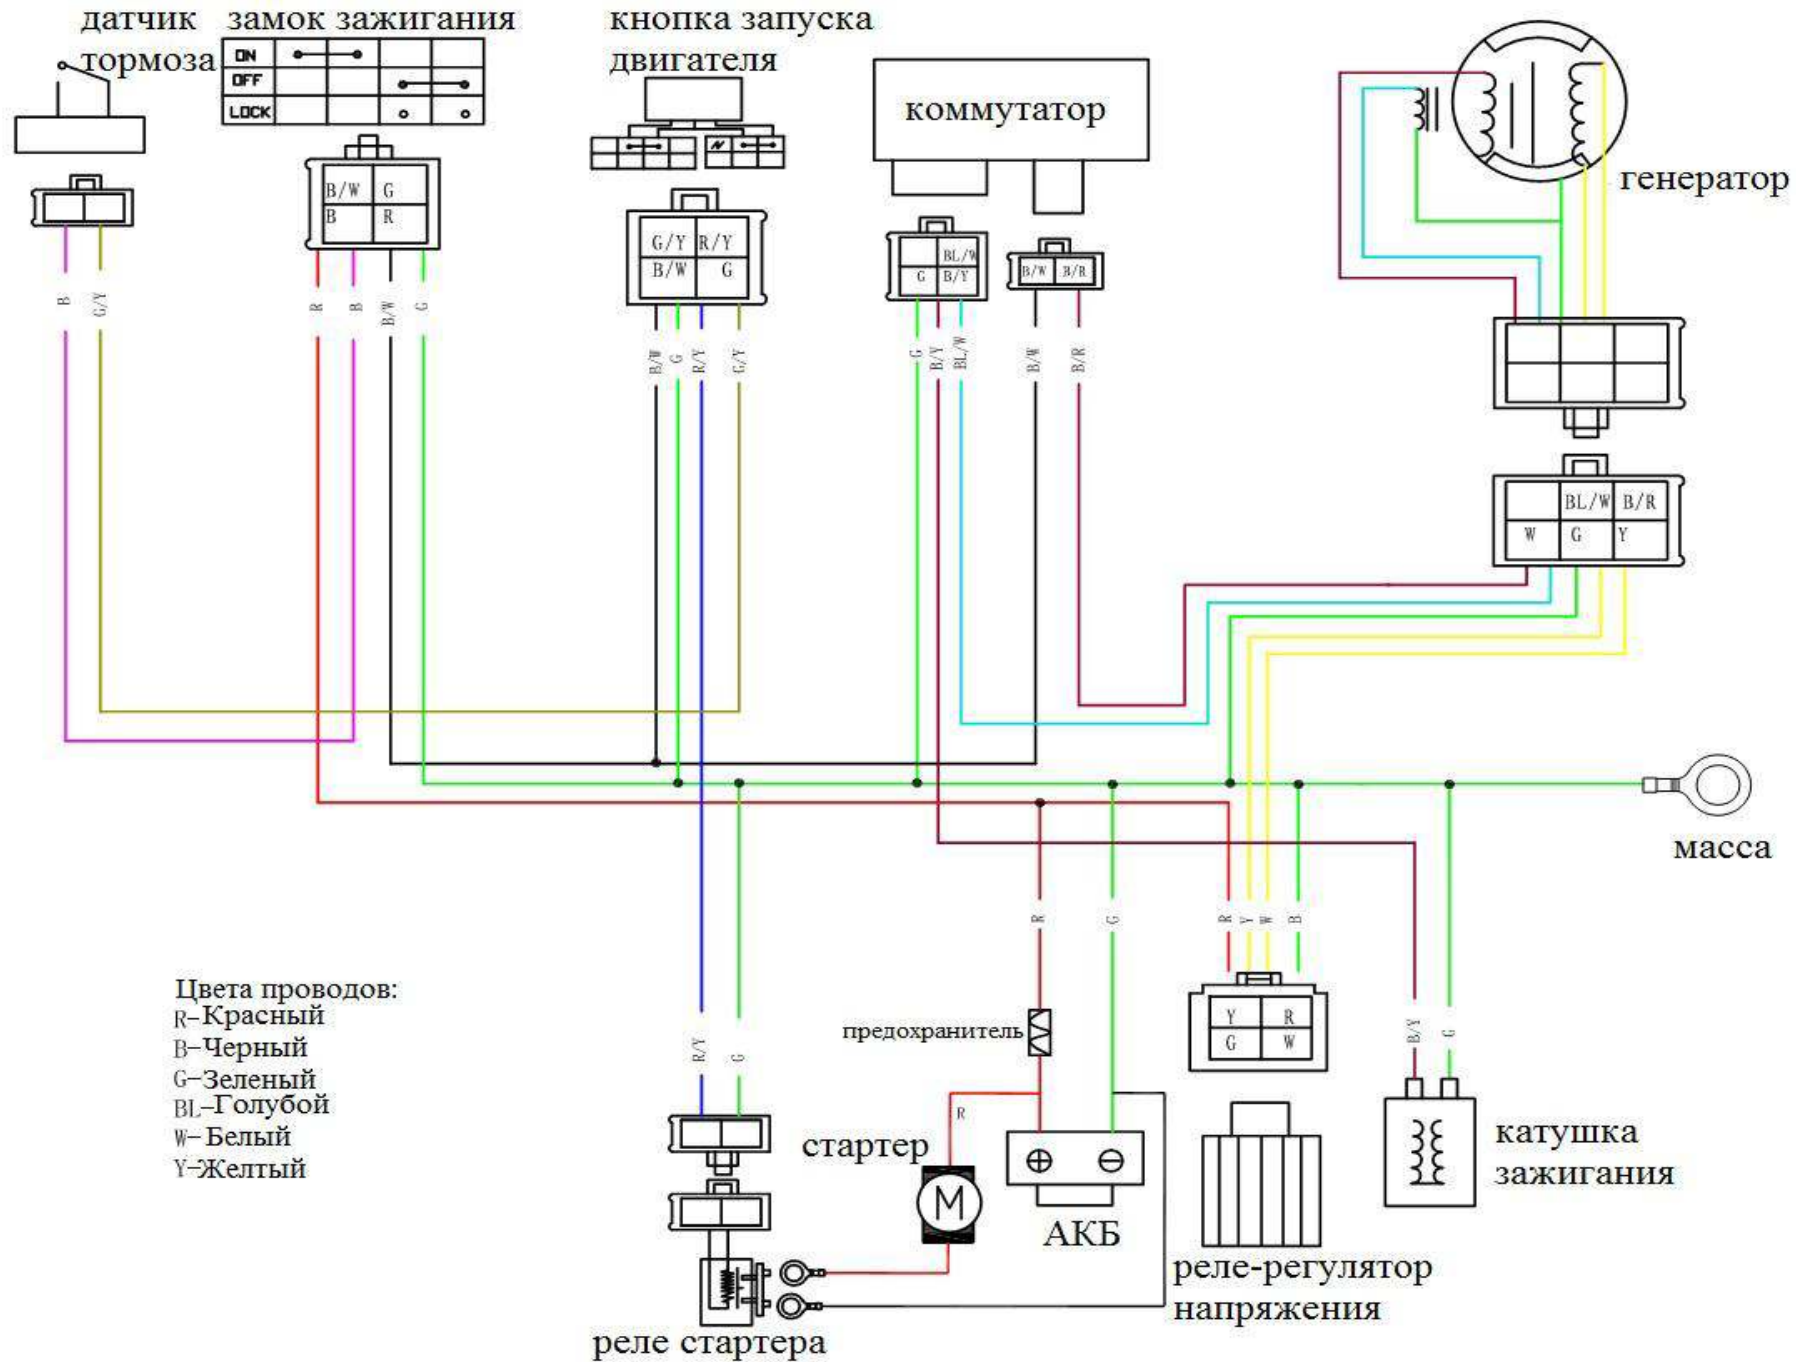 датчик
тормоза
замок зажигания
ON
OFF
LOCK
кнопка запуска
двигателя
коммутатор
генератор
B/W G
B R
G/Y R/Y
B/W G
BL/W
G B/Y
B/W B/R
B
G/Y
R
B
B/W
G
B/W
G
R/Y
G/Y
G
B/Y
BL/W
B/W
B/R
BL/W B/R
W G Y
масса
R
G
R
Y
W
B
Цвета проводов:
R-Красный
B-Черный
G-Зеленый
BL-Голубой
W-Белый
Y-Желтый
R/Y
G
предохранитель
R
Y R
G W
B/Y
G
стартер
M
АКБ
реле-регулятор
напряжения
катушка
зажигания
реле стартера